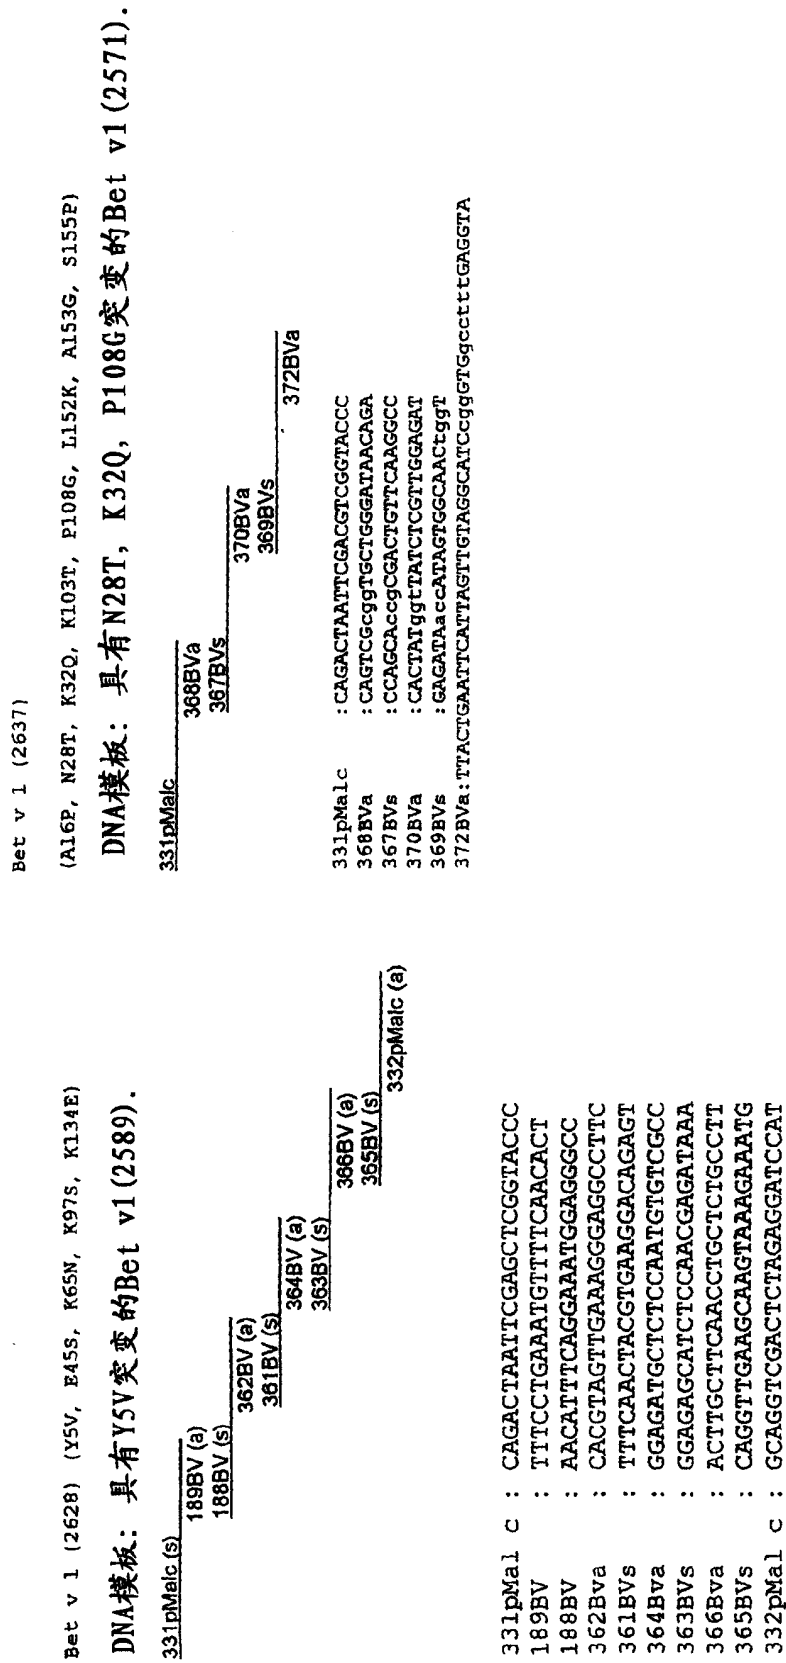 Bet v 1 (2628) (Y5V, E45S, K65N, K97S, K134E)
DNA模板: 具有Y5V突变的Bet v1(2589).
331pMalc (s)
189BV (a)
188BV (s)
362BV (a)
361BV (s)
364BV (a)
363BV (s)
366BV (a)
365BV (s)
332pMalc (a)
331pMal c : CAGACTAATTCGAGCTCGGTACCC
189BV : TTTCCTGAAATGTTTTCAACACT
188BV : AACATTTCAGGAAATGGAGGGCC
362Bva : CACGTAGTTGAAAGGGAGGCCTTC
361BVs : TTTCAACTACGTGAAGGACAGAGT
364Bva : GGAGATGCTCTCCAATGTGTCGCC
363BVs : GGAGAGCATCTCCAACGAGATAAA
366Bva : ACTTGCTTCAACCTGCTCTGCCTT
365BVs : CAGGTTGAAGCAAGTAAAGAAATG
332pMal c : GCAGGTCGACTCTAGAGGATCCAT
Bet v 1 (2637)
(A16P, N28T, K32Q, K103T, P108G, L152K, A153G, S155P)
DNA模板: 具有N28T, K32Q, P108G突变的Bet v1(2571).
331pMalc
368BVa
367BVs
370BVa
369BVs
372BVa
331pMalc :CAGACTAATTCGACGTCGGTACCC
368BVa :CAGTCGcggTGCTGGGATAACAGA
367BVs :CCAGCAccgCGACTGTTCAAGGCC
370BVa :CACTATggtTATCTCGTTGGAGAT
369BVs :GAGATAaccATAGTGGCAACtggT
372BVa:TTACTGAATTCATTAGTTGTAGGCATCcggGTGgcctttGAGGTA